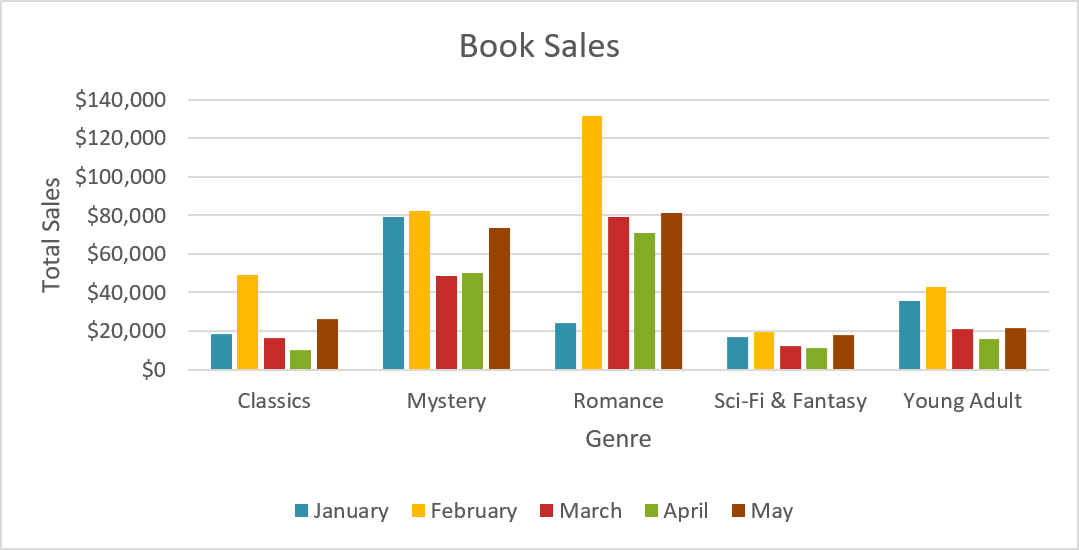 Book Sales
Total Sales
$140,000
$120,000
$100,000
$80,000
$60,000
$40,000
$20,000
$0
Classics Mystery Romance Sci-Fi & Fantasy Young Adult
Genre
January February March April May